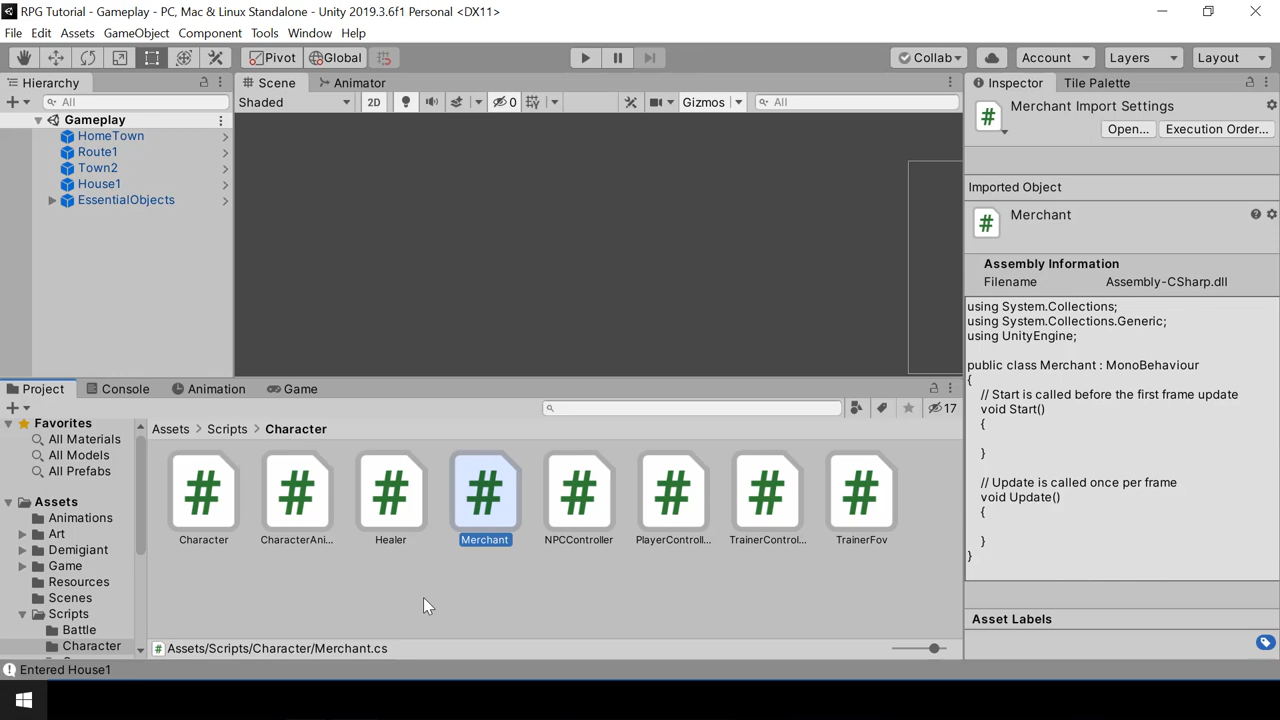 RPG Tutorial - Gameplay - PC, Mac & Linux Standalone - Unity 2019.3.6f1 Personal <DX11>
File Edit Assets GameObject Component Tools Window Help
Pivot Global Collab Account Layers Layout
Hierarchy Scene Animator Inspector Tile Palette
All Shaded 2D 0 Gizmos All
Merchant Import Settings
Open... Execution Order...
Gameplay
HomeTown
Route1
Town2
House1
EssentialObjects
Imported Object
Merchant
Assembly Information
Filename Assembly-CSharp.dll
using System.Collections;
using System.Collections.Generic;
using UnityEngine;
public class Merchant : MonoBehaviour
{
// Start is called before the first frame update
void Start()
{
}
// Update is called once per frame
void Update()
{
}
}
Asset Labels
Project Console Animation Game
17
Favorites
All Materials
All Models
All Prefabs
Assets
Animations
Art
Demigiant
Game
Resources
Scenes
Scripts
Battle
Character
Assets > Scripts > Character
# # # # # # # #
Character CharacterAni... Healer Merchant NPCController PlayerControll... TrainerControl... TrainerFov
Assets/Scripts/Character/Merchant.cs
Entered House1